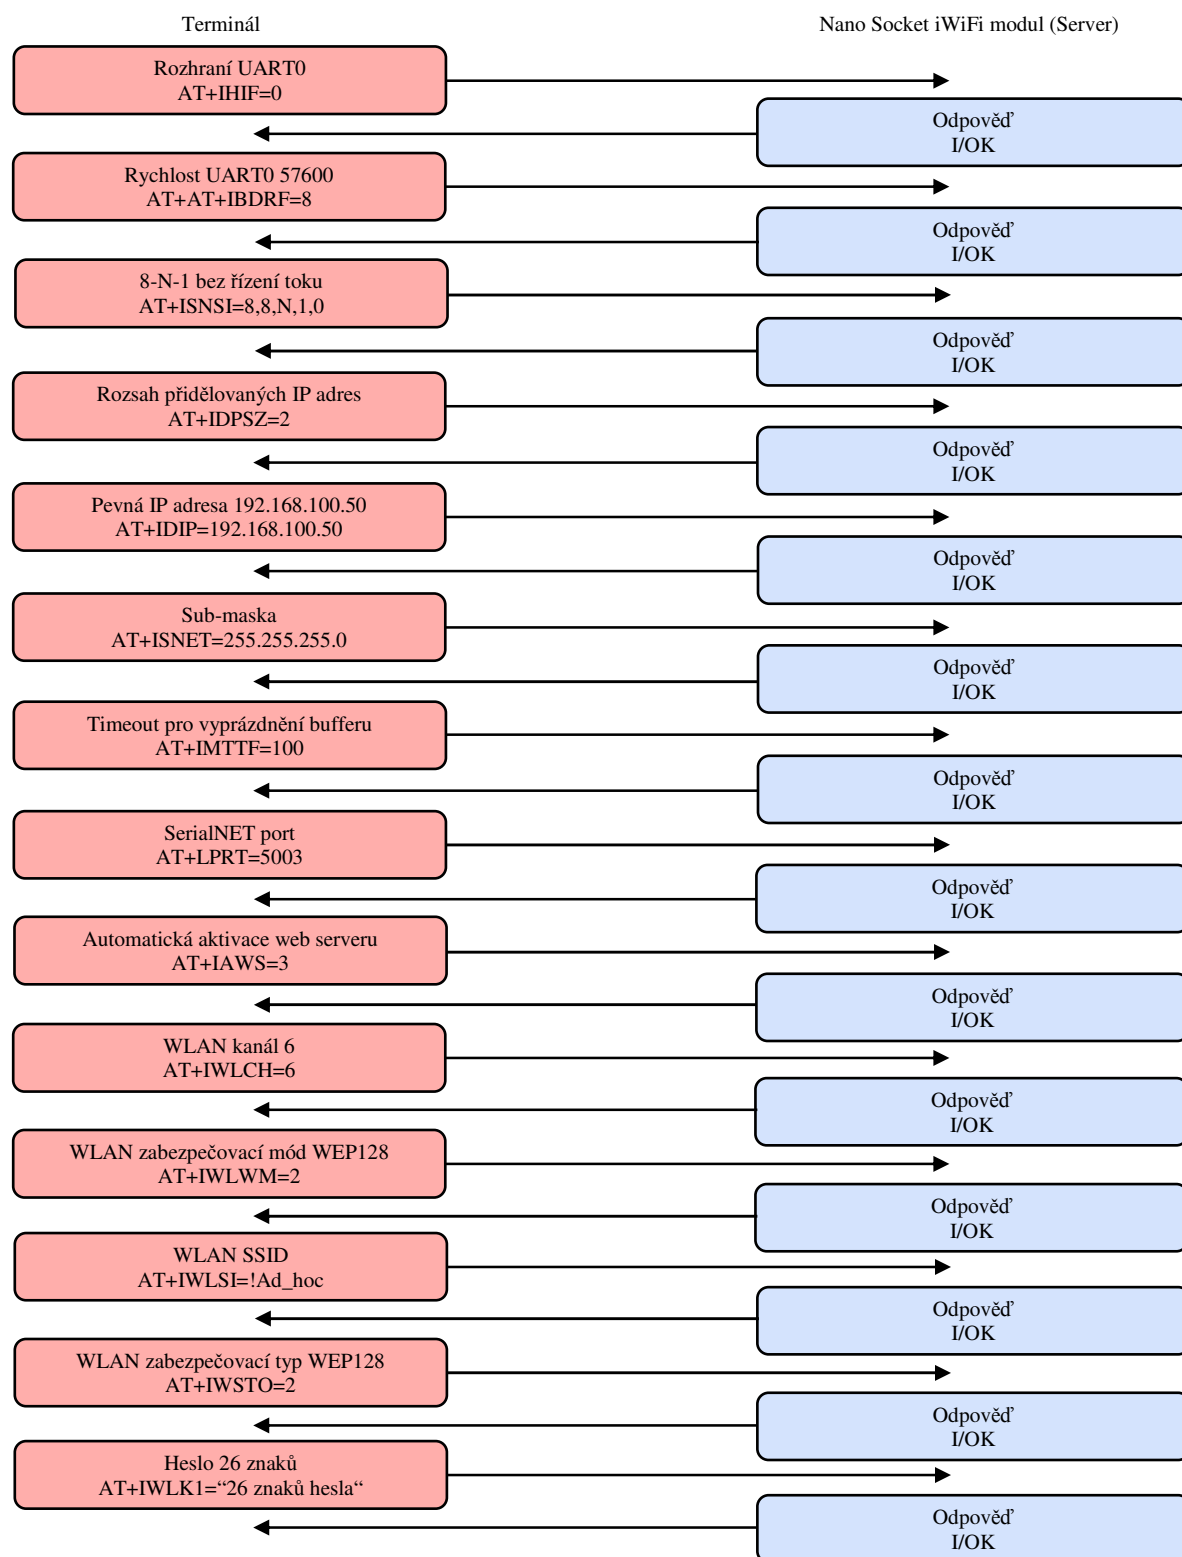 Terminál
Nano Socket iWiFi modul (Server)
Rozhraní UART0
AT+IHIF=0
Odpověď
I/OK
Rychlost UART0 57600
AT+AT+IBDRF=8
Odpověď
I/OK
8-N-1 bez řízení toku
AT+ISNSI=8,8,N,1,0
Odpověď
I/OK
Rozsah přidělovaných IP adres
AT+IDPSZ=2
Odpověď
I/OK
Pevná IP adresa 192.168.100.50
AT+IDIP=192.168.100.50
Odpověď
I/OK
Sub-maska
AT+ISNET=255.255.255.0
Odpověď
I/OK
Timeout pro vyprázdnění bufferu
AT+IMTTF=100
Odpověď
I/OK
SerialNET port
AT+LPRT=5003
Odpověď
I/OK
Automatická aktivace web serveru
AT+IAWS=3
Odpověď
I/OK
WLAN kanál 6
AT+IWLCH=6
Odpověď
I/OK
WLAN zabezpečovací mód WEP128
AT+IWLWM=2
Odpověď
I/OK
WLAN SSID
AT+IWLSI=!Ad_hoc
Odpověď
I/OK
WLAN zabezpečovací typ WEP128
AT+IWSTO=2
Odpověď
I/OK
Heslo 26 znaků
AT+IWLK1=“26 znaků hesla“
Odpověď
I/OK